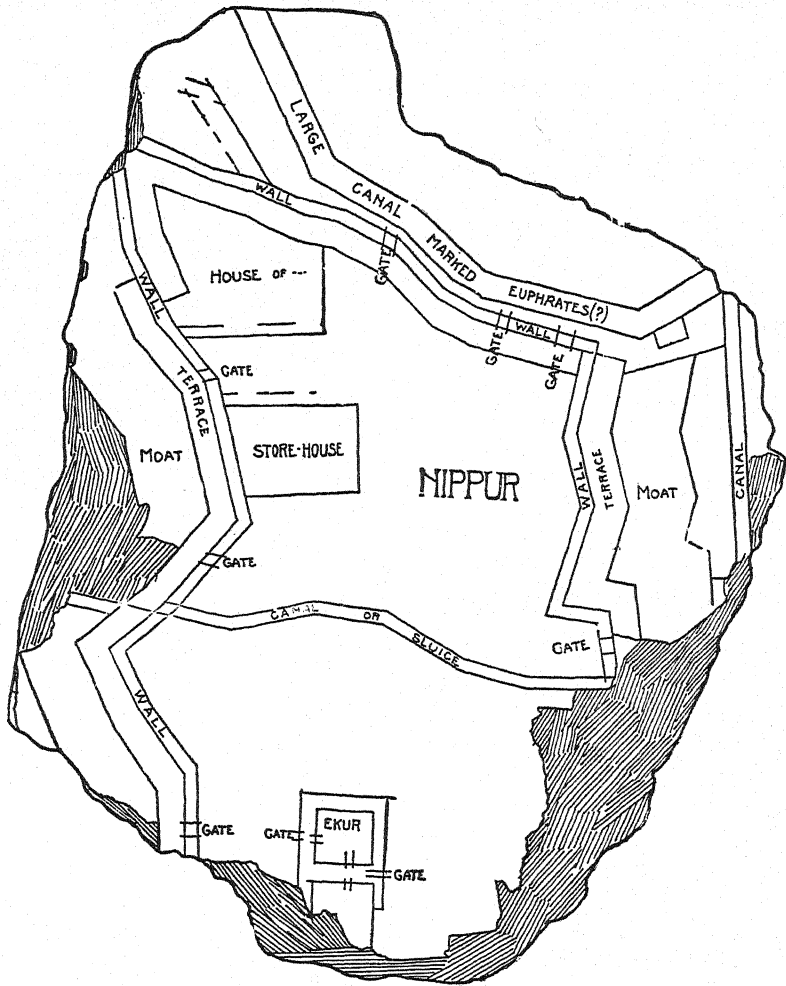 LARGE
CANAL
MARKED
EUPHRATES(?)
WALL
GATE
HOUSE OF ---
WALL
GATE
WALL
GATE
GATE
TERRACE
STORE-HOUSE
MOAT
NIPPUR
WALL
TERRACE
MOAT
CANAL
GATE
CANAL OR SLUICE
GATE
WALL
GATE
GATE
EKUR
GATE